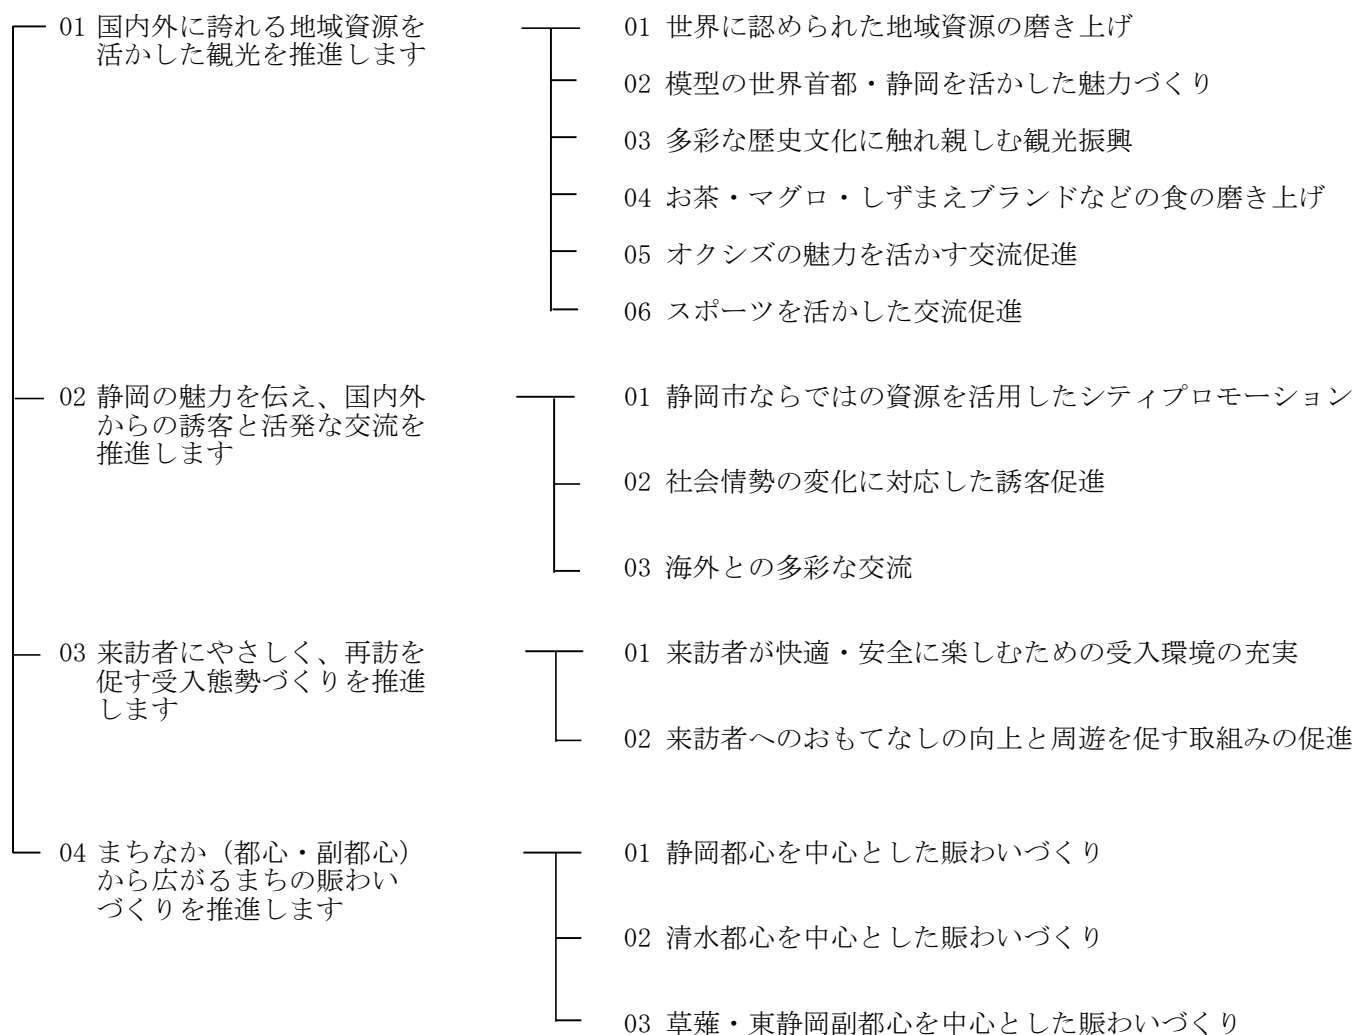 01 国内外に誇れる地域資源を
活かした観光を推進します
01 世界に認められた地域資源の磨き上げ
02 模型の世界首都・静岡を活かした魅力づくり
03 多彩な歴史文化に触れ親しむ観光振興
04 お茶・マグロ・しずまえブランドなどの食の磨き上げ
05 オクシズの魅力を活かす交流促進
06 スポーツを活かした交流促進
02 静岡の魅力を伝え、国内外
からの誘客と活発な交流を
推進します
01 静岡市ならではの資源を活用したシティプロモーション
02 社会情勢の変化に対応した誘客促進
03 海外との多彩な交流
03 来訪者にやさしく、再訪を
促す受入態勢づくりを推進
します
01 来訪者が快適・安全に楽しむための受入環境の充実
02 来訪者へのおもてなしの向上と周遊を促す取組みの促進
04 まちなか（都心・副都心）
から広がるまちの賑わい
づくりを推進します
01 静岡都心を中心とした賑わいづくり
02 清水都心を中心とした賑わいづくり
03 草薙・東静岡副都心を中心とした賑わいづくり